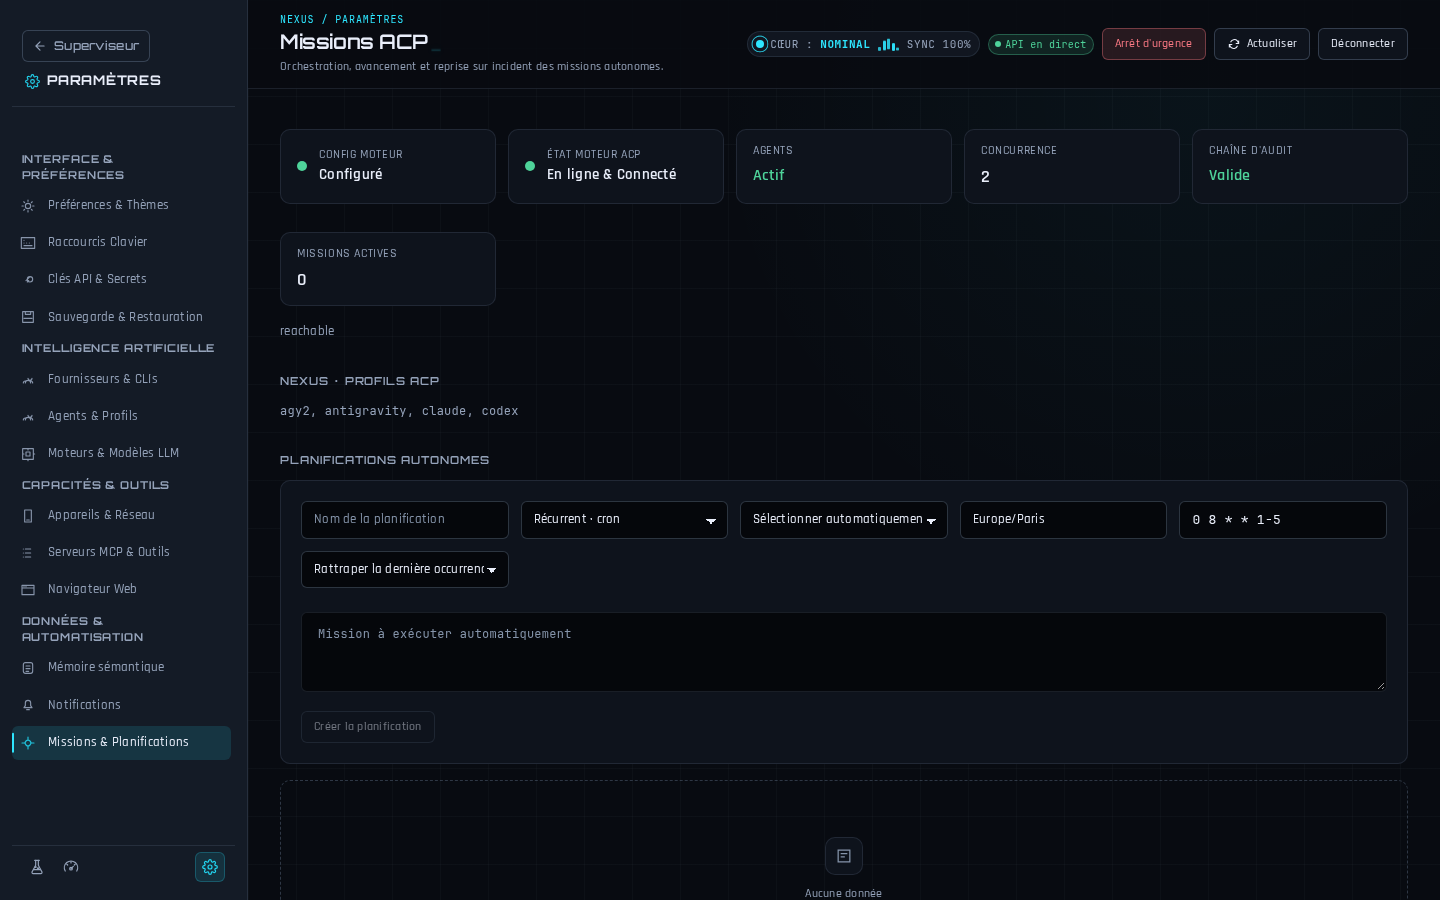 Superviseur
PARAMÈTRES
INTERFACE &
PRÉFÉRENCES
Préférences & Thèmes
Raccourcis Clavier
Clés API & Secrets
Sauvegarde & Restauration
INTELLIGENCE ARTIFICIELLE
Fournisseurs & CLIs
Agents & Profils
Moteurs & Modèles LLM
CAPACITÉS & OUTILS
Appareils & Réseau
Serveurs MCP & Outils
Navigateur Web
DONNÉES &
AUTOMATISATION
Mémoire sémantique
Notifications
Missions & Planifications
NEXUS / PARAMÈTRES
Missions ACP_
Orchestration, avancement et reprise sur incident des missions autonomes.
CŒUR : NOMINAL SYNC 100%
API en direct
Arrêt d'urgence
Actualiser
Déconnecter
CONFIG MOTEUR
Configuré
ÉTAT MOTEUR ACP
En ligne & Connecté
AGENTS
Actif
CONCURRENCE
2
CHAÎNE D'AUDIT
Valide
MISSIONS ACTIVES
0
reachable
NEXUS · PROFILS ACP
agy2, antigravity, claude, codex
PLANIFICATIONS AUTONOMES
Nom de la planification
Récurrent · cron
Sélectionner automatiquemen
Europe/Paris
0 8 * * 1-5
Rattraper la dernière occurrenc
Mission à exécuter automatiquement
Créer la planification
Aucune donnée